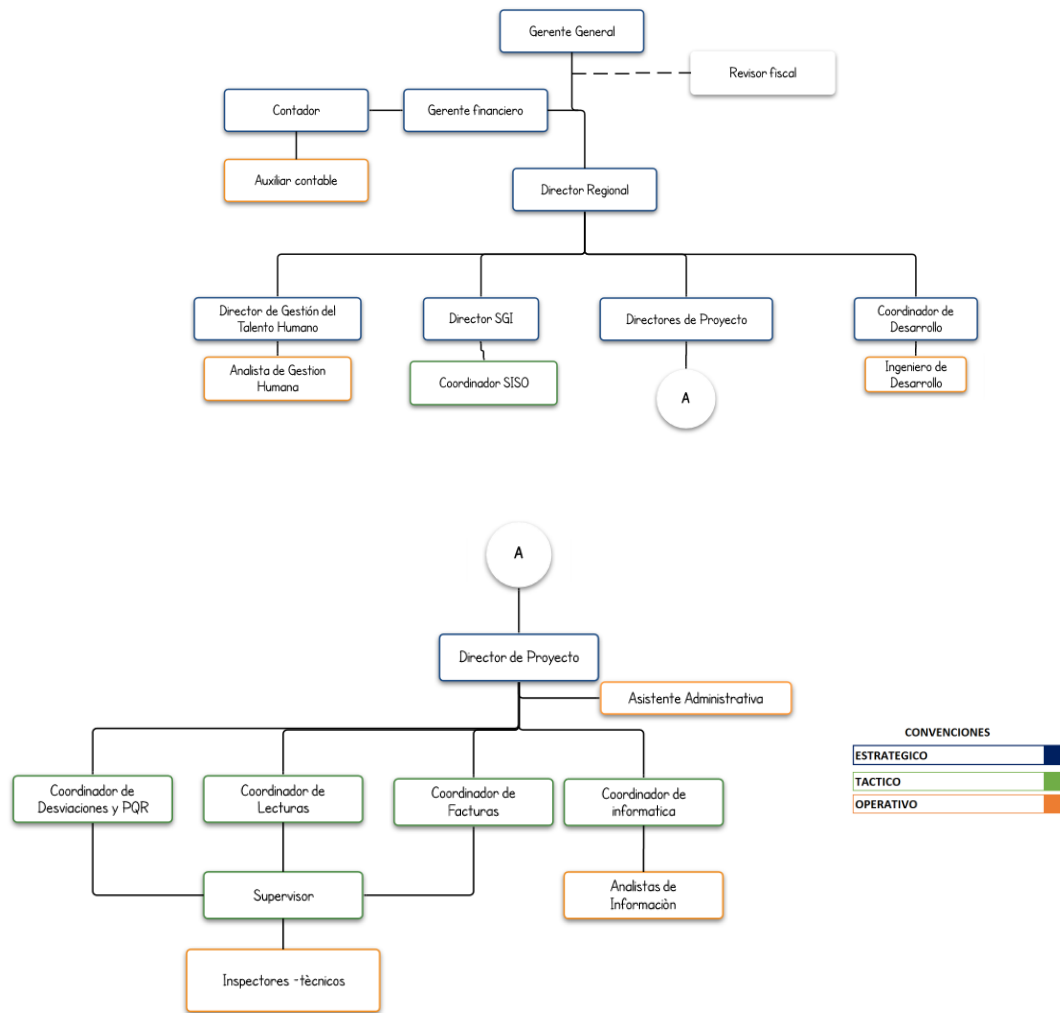 Gerente General
Revisor fiscal
Contador
Gerente financiero
Auxiliar contable
Director Regional
Director de Gestión del
Talento Humano
Director SGI
Directores de Proyecto
Coordinador de
Desarrollo
Analista de Gestion
Humana
Coordinador SISO
A
Ingeniero de
Desarrollo
A
Director de Proyecto
Asistente Administrativa
CONVENCIONES
ESTRATEGICO
TACTICO
OPERATIVO
Coordinador de
Desviaciones y PQR
Coordinador de
Lecturas
Coordinador de
Facturas
Coordinador de
informatica
Supervisor
Analistas de
Informaciòn
Inspectores -tècnicos